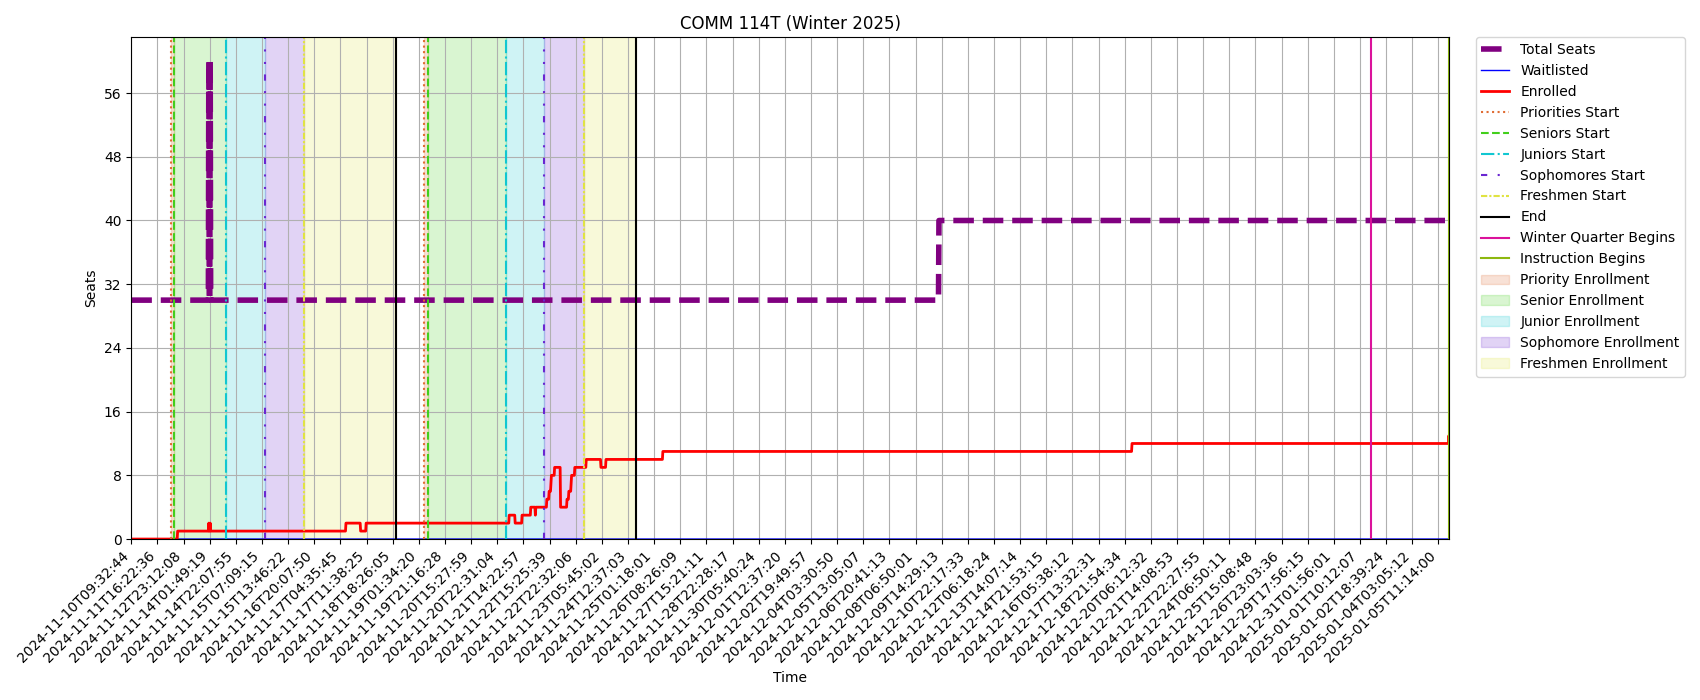 COMM 114T (Winter 2025)
Total Seats
Waitlisted
Enrolled
Priorities Start
Seniors Start
Juniors Start
Sophomores Start
Freshmen Start
End
Winter Quarter Begins
Instruction Begins
Priority Enrollment
Senior Enrollment
Junior Enrollment
Sophomore Enrollment
Freshmen Enrollment
Seats
56
48
40
32
24
16
8
0
2024-11-10T09:32:44
2024-11-11T16:22:36
2024-11-12T23:12:08
2024-11-14T01:49:19
2024-11-14T22:07:55
2024-11-15T07:09:15
2024-11-15T13:46:22
2024-11-16T20:07:50
2024-11-17T04:35:45
2024-11-17T11:38:25
2024-11-18T18:26:05
2024-11-19T01:34:20
2024-11-19T21:16:28
2024-11-20T15:27:59
2024-11-20T22:31:04
2024-11-21T14:22:57
2024-11-22T15:25:39
2024-11-22T22:32:06
2024-11-23T05:45:02
2024-11-24T12:37:03
2024-11-25T01:18:01
2024-11-26T08:26:09
2024-11-27T15:21:11
2024-11-28T22:28:17
2024-11-30T05:40:24
2024-12-01T12:37:20
2024-12-02T19:49:57
2024-12-04T03:30:50
2024-12-05T13:05:07
2024-12-06T20:41:13
2024-12-08T06:50:01
2024-12-09T14:29:13
2024-12-10T22:17:33
2024-12-12T06:18:24
2024-12-13T14:07:14
2024-12-14T21:53:15
2024-12-16T05:38:12
2024-12-17T13:32:31
2024-12-18T21:54:34
2024-12-20T06:12:32
2024-12-21T14:08:53
2024-12-22T22:27:55
2024-12-24T06:50:11
2024-12-25T15:08:48
2024-12-26T23:03:36
2024-12-29T17:56:15
2024-12-31T01:56:01
2025-01-01T10:12:07
2025-01-02T18:39:24
2025-01-04T03:05:12
2025-01-05T11:14:00
Time